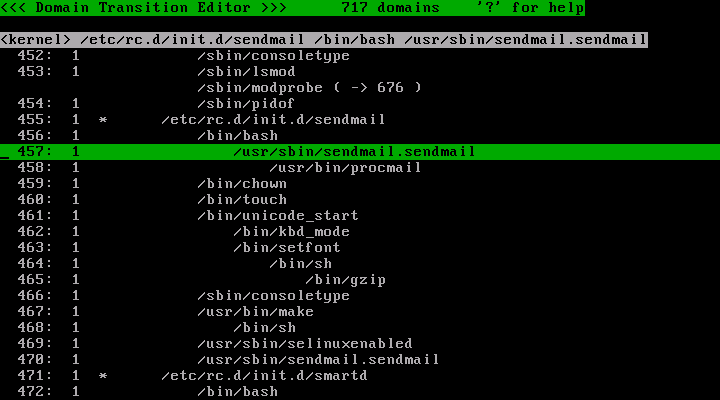 <<< Domain Transition Editor >>>      717 domains    '?' for help
<kernel> /etc/rc.d/init.d/sendmail /bin/bash /usr/sbin/sendmail.sendmail
  452:  1             /sbin/consoletype
  453:  1             /sbin/lsmod
                      /sbin/modprobe ( -> 676 )
  454:  1             /sbin/pidof
  455:  1  *      /etc/rc.d/init.d/sendmail
  456:  1             /bin/bash
_ 457:  1                 /usr/sbin/sendmail.sendmail
  458:  1                     /usr/bin/procmail
  459:  1             /bin/chown
  460:  1             /bin/touch
  461:  1             /bin/unicode_start
  462:  1                 /bin/kbd_mode
  463:  1                 /bin/setfont
  464:  1                     /bin/sh
  465:  1                         /bin/gzip
  466:  1             /sbin/consoletype
  467:  1             /usr/bin/make
  468:  1                 /bin/sh
  469:  1             /usr/sbin/selinuxenabled
  470:  1             /usr/sbin/sendmail.sendmail
  471:  1  *      /etc/rc.d/init.d/smartd
  472:  1             /bin/bash